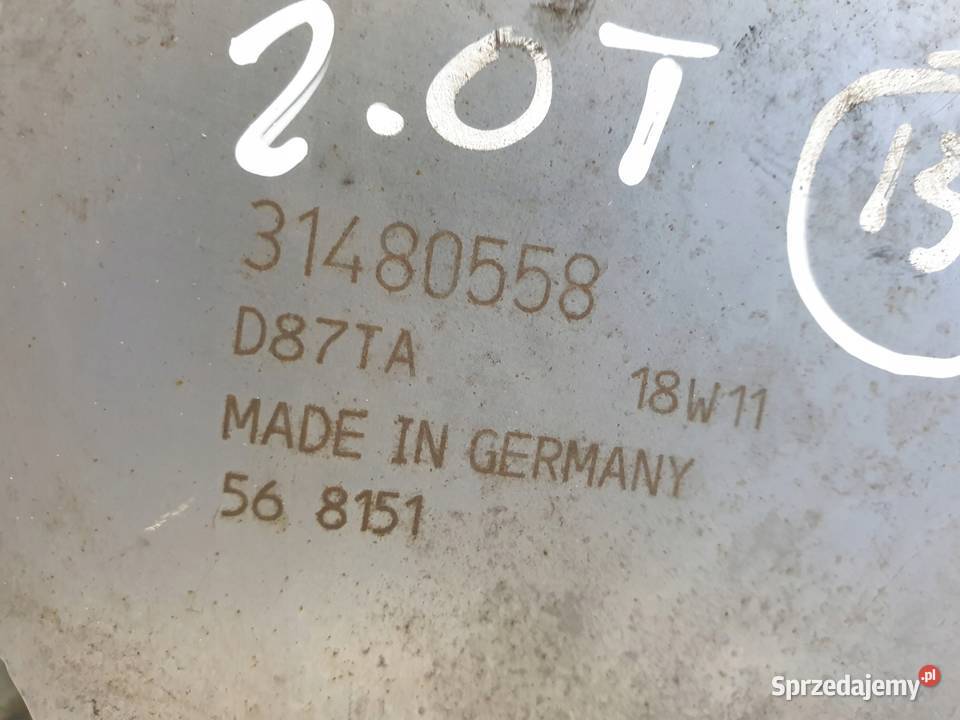 2.0T
31480558
D87TA
18W11
MADE IN GERMANY
56 8151
Sprzedajemy.pl